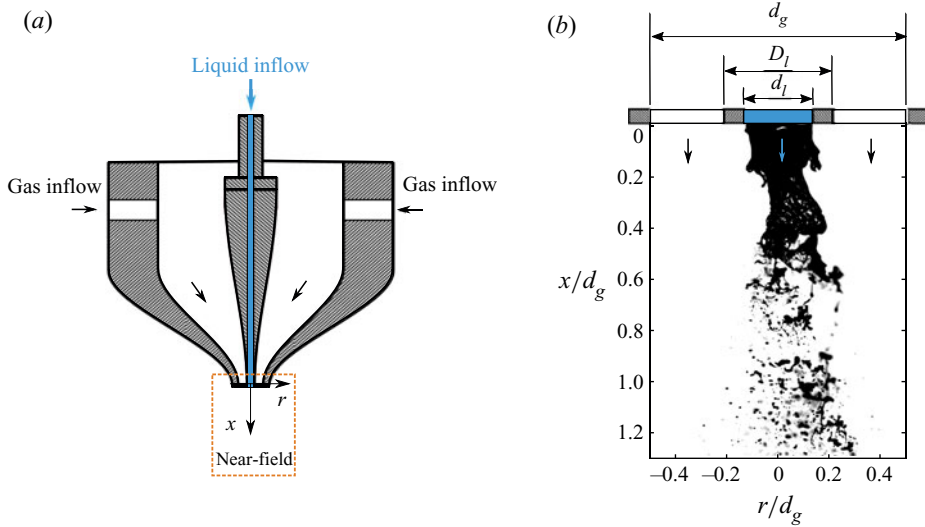 (a)
Liquid inflow
Gas inflow
Gas inflow
r
x
Near-field
(b)
d_g
D_l
d_l
0
0.2
0.4
x/d_g
0.6
0.8
1.0
1.2
–0.4 –0.2 0 0.2 0.4
r/d_g